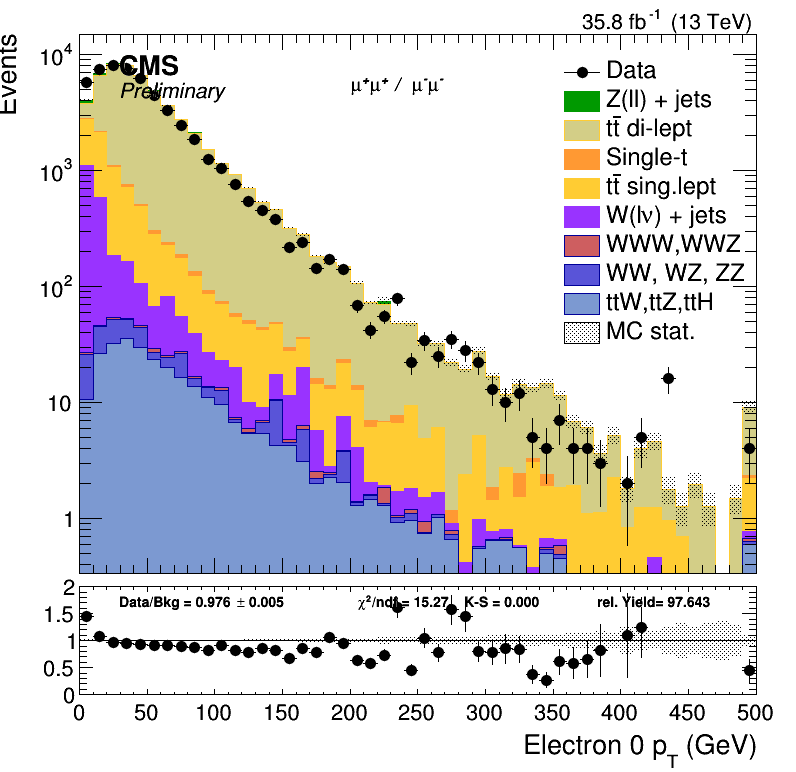 35.8 fb⁻¹ (13 TeV)
Events
CMS
Preliminary
μ⁺μ⁺ / μ⁻μ⁻
Data
Z(ll) + jets
tt̄ di-lept
Single-t
tt̄ sing.lept
W(lν) + jets
WWW,WWZ
WW, WZ, ZZ
ttW,ttZ,ttH
MC stat.
10⁴
10³
10²
10
1
Data/Bkg = 0.976 ± 0.005 χ²/ndf = 15.27 K-S = 0.000 rel. Yield= 97.643
2
1.5
1
0.5
0
0 50 100 150 200 250 300 350 400 450 500
Electron 0 p_T (GeV)